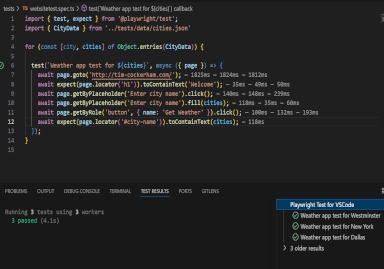 tests > TS websitetest.spec.ts > test('Weather app test for ${cities}') callback
1 import { test, expect } from '@playwright/test';
2 import { CityData } from '../tests/data/cities.json'
3
4 for (const [city, cities] of Object.entries(CityData)) {
5
6 test(`Weather app test for ${cities}`, async ({ page }) => {
7 await page.goto('http://tim-cockerham.com/'); — 1825ms — 1824ms — 1812ms
8 await expect(page.locator('h1')).toContainText('Welcome'); — 35ms — 49ms — 50ms
9 await page.getByPlaceholder('Enter city name').click(); — 140ms — 148ms — 239ms
10 await page.getByPlaceholder('Enter city name').fill(cities); — 118ms — 35ms — 60ms
11 await page.getByRole('button', { name: 'Get Weather' }).click(); — 100ms — 132ms — 193ms
12 await expect(page.locator('#city-name')).toContainText(cities); — 118ms
13 });
14 }
15
PROBLEMS OUTPUT DEBUG CONSOLE TERMINAL TEST RESULTS PORTS GITLENS
Running 3 tests using 3 workers
3 passed (4.1s)
Playwright Test for VSCode
Weather app test for Westminster
Weather app test for New York
Weather app test for Dallas
> 3 older results